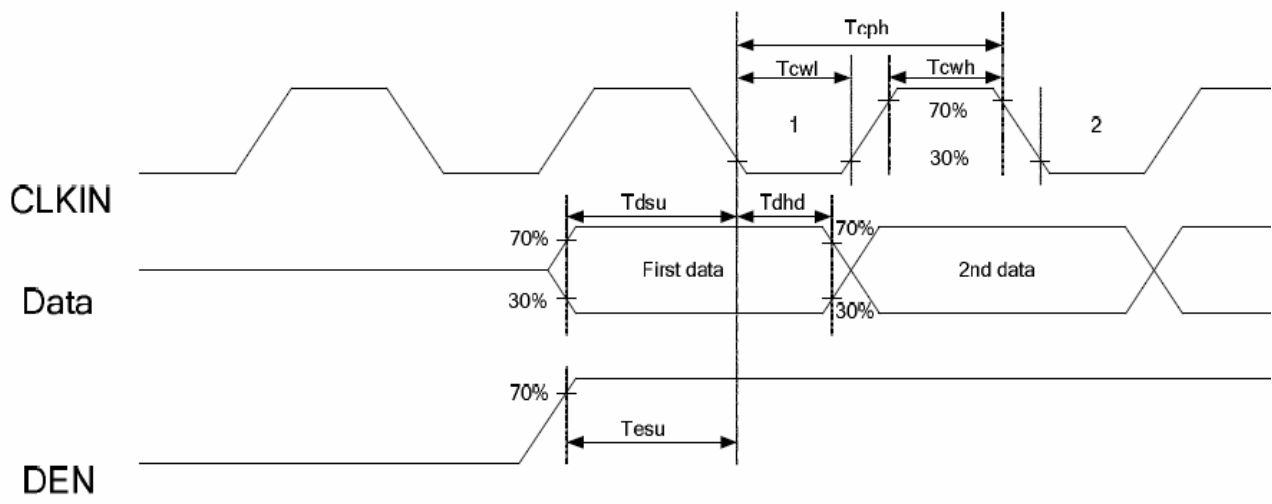 Tcph
Tcwl
Tcwh
1
70%
2
30%
CLKIN
Tdsu
Tdhd
70%
70%
First data
2nd data
Data
30%
30%
70%
Tesu
DEN